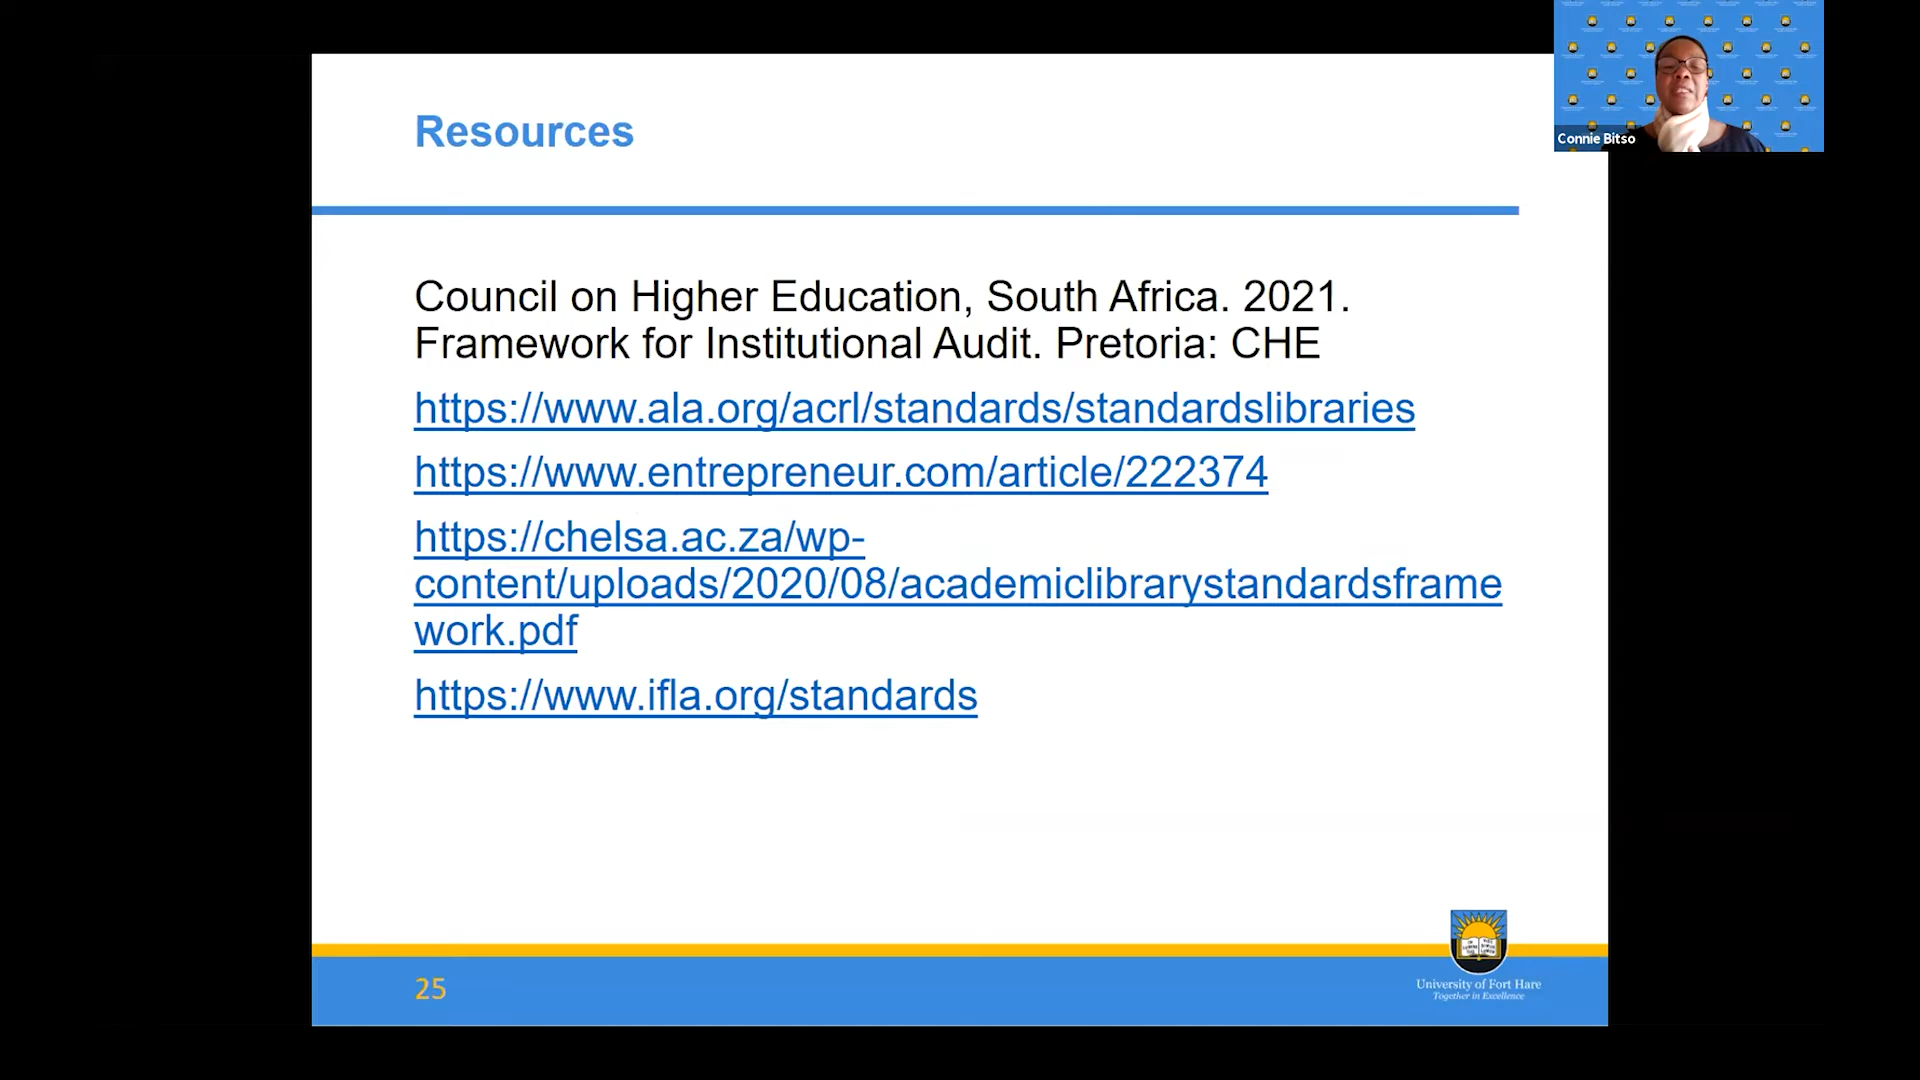 Resources
Connie Bitso
Council on Higher Education, South Africa. 2021.
Framework for Institutional Audit. Pretoria: CHE
https://www.ala.org/acrl/standards/standardslibraries
https://www.entrepreneur.com/article/222374
https://chelsa.ac.za/wp-
content/uploads/2020/08/academiclibrarystandardsframe
work.pdf
https://www.ifla.org/standards
25
University of Fort Hare
Together in Excellence